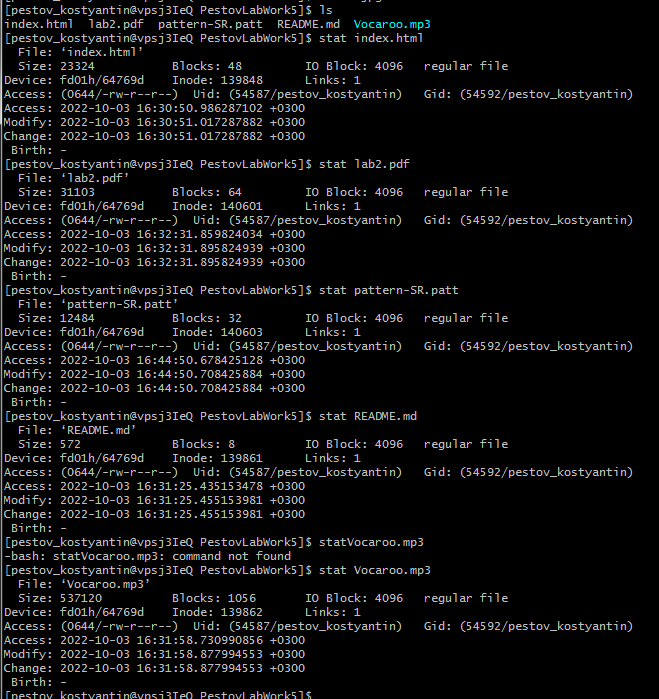 [pestov_kostyantin@vpsj3IeQ PestovLabWork5]$ ls
index.html  lab2.pdf  pattern-SR.patt  README.md  Vocaroo.mp3
[pestov_kostyantin@vpsj3IeQ PestovLabWork5]$ stat index.html
  File: ‘index.html’
  Size: 23324           Blocks: 48         IO Block: 4096   regular file
Device: fd01h/64769d    Inode: 139848      Links: 1
Access: (0644/-rw-r--r--)  Uid: (54587/pestov_kostyantin)   Gid: (54592/pestov_kostyantin)
Access: 2022-10-03 16:30:50.986287102 +0300
Modify: 2022-10-03 16:30:51.017287882 +0300
Change: 2022-10-03 16:30:51.017287882 +0300
 Birth: -
[pestov_kostyantin@vpsj3IeQ PestovLabWork5]$ stat lab2.pdf
  File: ‘lab2.pdf’
  Size: 31103           Blocks: 64         IO Block: 4096   regular file
Device: fd01h/64769d    Inode: 140601      Links: 1
Access: (0644/-rw-r--r--)  Uid: (54587/pestov_kostyantin)   Gid: (54592/pestov_kostyantin)
Access: 2022-10-03 16:32:31.859824034 +0300
Modify: 2022-10-03 16:32:31.895824939 +0300
Change: 2022-10-03 16:32:31.895824939 +0300
 Birth: -
[pestov_kostyantin@vpsj3IeQ PestovLabWork5]$ stat pattern-SR.patt
  File: ‘pattern-SR.patt’
  Size: 12484           Blocks: 32         IO Block: 4096   regular file
Device: fd01h/64769d    Inode: 140603      Links: 1
Access: (0644/-rw-r--r--)  Uid: (54587/pestov_kostyantin)   Gid: (54592/pestov_kostyantin)
Access: 2022-10-03 16:44:50.678425128 +0300
Modify: 2022-10-03 16:44:50.708425884 +0300
Change: 2022-10-03 16:44:50.708425884 +0300
 Birth: -
[pestov_kostyantin@vpsj3IeQ PestovLabWork5]$ stat README.md
  File: ‘README.md’
  Size: 572             Blocks: 8          IO Block: 4096   regular file
Device: fd01h/64769d    Inode: 139861      Links: 1
Access: (0644/-rw-r--r--)  Uid: (54587/pestov_kostyantin)   Gid: (54592/pestov_kostyantin)
Access: 2022-10-03 16:31:25.435153478 +0300
Modify: 2022-10-03 16:31:25.455153981 +0300
Change: 2022-10-03 16:31:25.455153981 +0300
 Birth: -
[pestov_kostyantin@vpsj3IeQ PestovLabWork5]$ statVocaroo.mp3
-bash: statVocaroo.mp3: command not found
[pestov_kostyantin@vpsj3IeQ PestovLabWork5]$ stat Vocaroo.mp3
  File: ‘Vocaroo.mp3’
  Size: 537120          Blocks: 1056       IO Block: 4096   regular file
Device: fd01h/64769d    Inode: 139862      Links: 1
Access: (0644/-rw-r--r--)  Uid: (54587/pestov_kostyantin)   Gid: (54592/pestov_kostyantin)
Access: 2022-10-03 16:31:58.730990856 +0300
Modify: 2022-10-03 16:31:58.877994553 +0300
Change: 2022-10-03 16:31:58.877994553 +0300
 Birth: -
[pestov_kostyantin@vpsj3IeQ PestovLabWork5]$